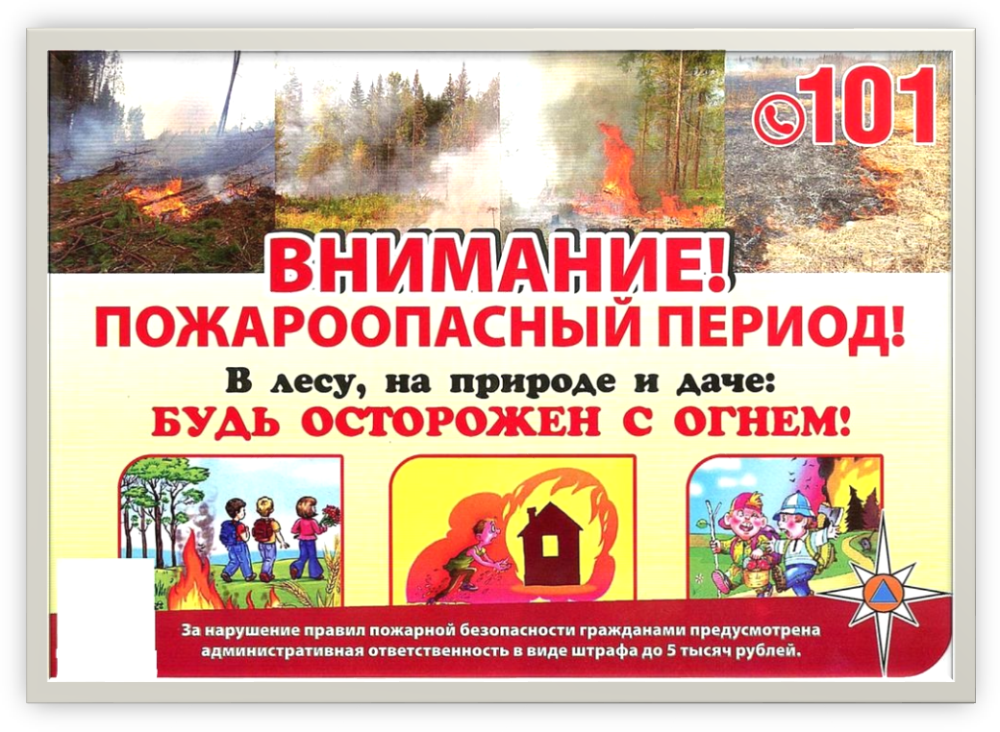 101
ВНИМАНИЕ!
ПОЖАРООПАСНЫЙ ПЕРИОД!
В лесу, на природе и даче:
БУДЬ ОСТОРОЖЕН С ОГНЕМ!
За нарушение правил пожарной безопасности гражданами предусмотрена
административная ответственность в виде штрафа до 5 тысяч рублей.